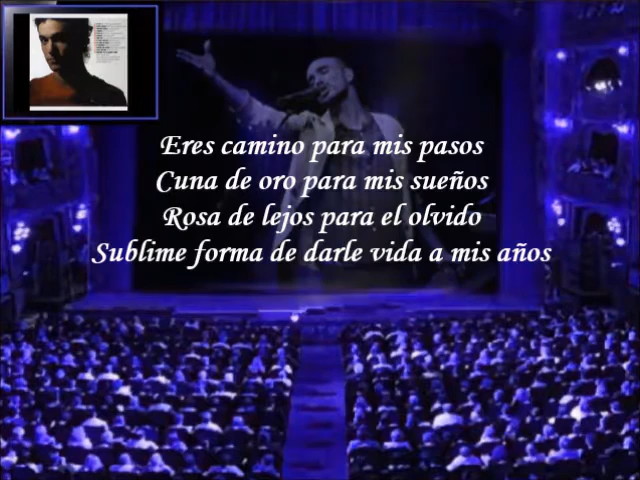 Eres camino para mis pasos
Cuna de oro para mis sueños
Rosa de lejos para el olvido
Sublime forma de darle vida a mis años